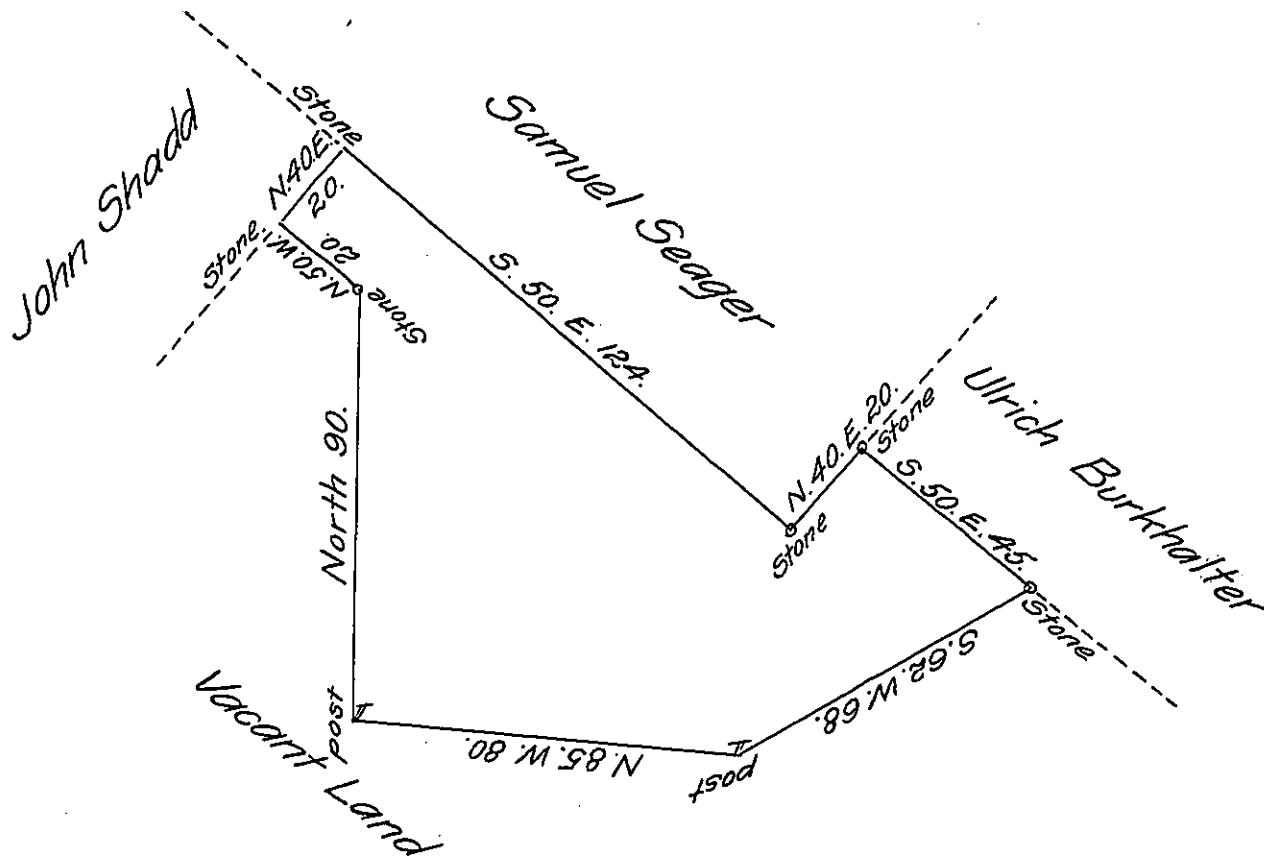 John Shadd
Samuel Seager
Ulrich Burkhalter
Vacant Land
Stone
N.40.E.
20.
Stone.
N.50.W.
20.
Stone
S. 50. E. 124.
N.40.E.20.
Stone
Stone
S.50.E.45.
Stone
S.62.W.68.
post
N.85.W.80.
post
North 90.